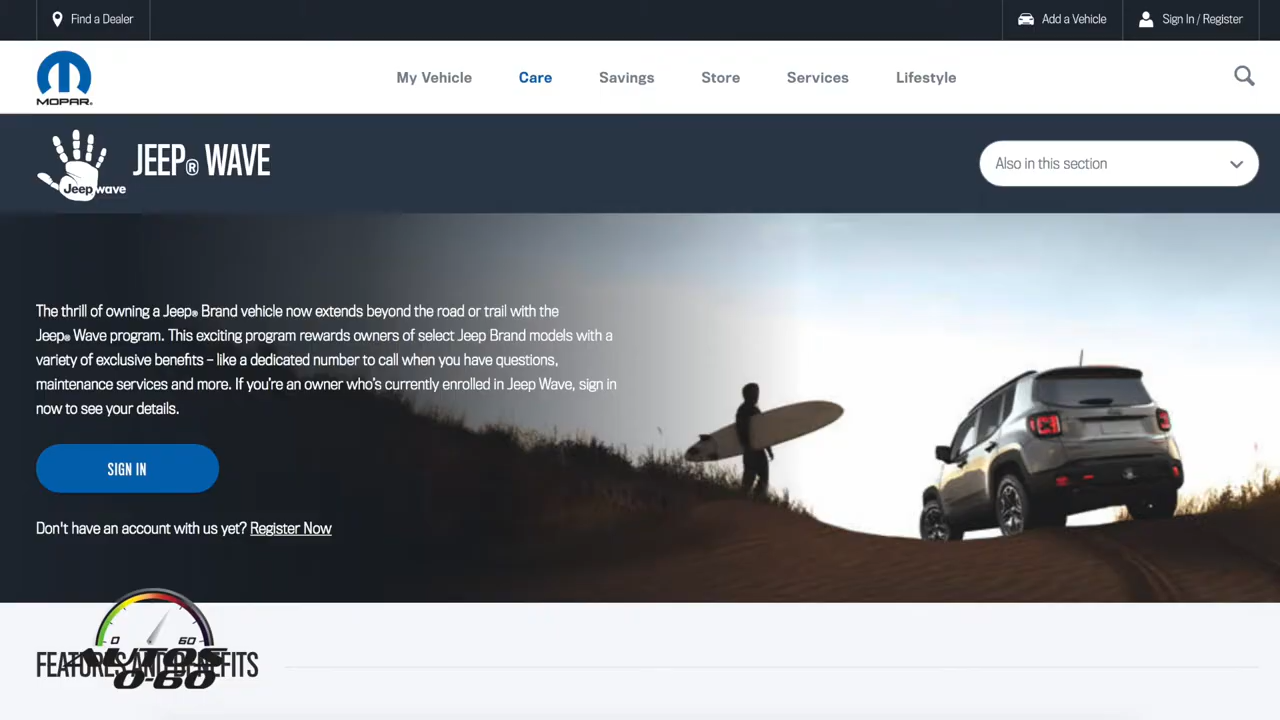 Find a Dealer
Add a Vehicle
Sign In / Register
MOPAR®
My Vehicle
Care
Savings
Store
Services
Lifestyle
Jeep wave
JEEP® WAVE
Also in this section
The thrill of owning a Jeep® Brand vehicle now extends beyond the road or trail with the
Jeep® Wave program. This exciting program rewards owners of select Jeep Brand models with a
variety of exclusive benefits – like a dedicated number to call when you have questions,
maintenance services and more. If you're an owner who's currently enrolled in Jeep Wave, sign in
now to see your details.
SIGN IN
Don't have an account with us yet? Register Now
0 60
FEATURES AND BENEFITS
AUTOS
0-60